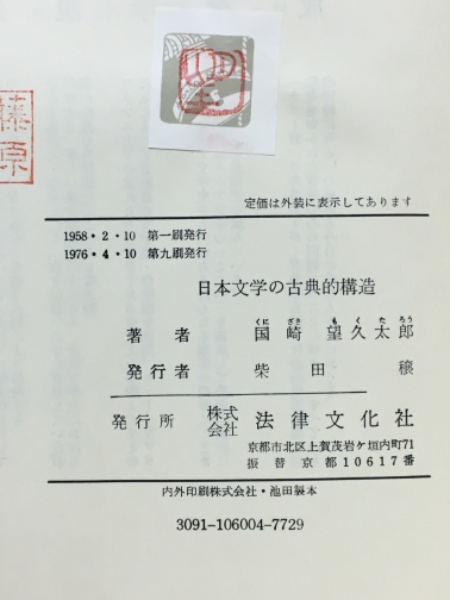 藤原
定価は外装に表示してあります
1958・2・10 第一刷発行
1976・4・10 第九刷発行
日本文学の古典的構造
くに ざき も く た ろう
著者 国崎 望久太郎
発行者 柴田 穣
発行所 株式会社 法律文化社
京都市北区上賀茂岩ケ垣内町71
振替京都10617番
内外印刷株式会社・池田製本
3091-106004-7729